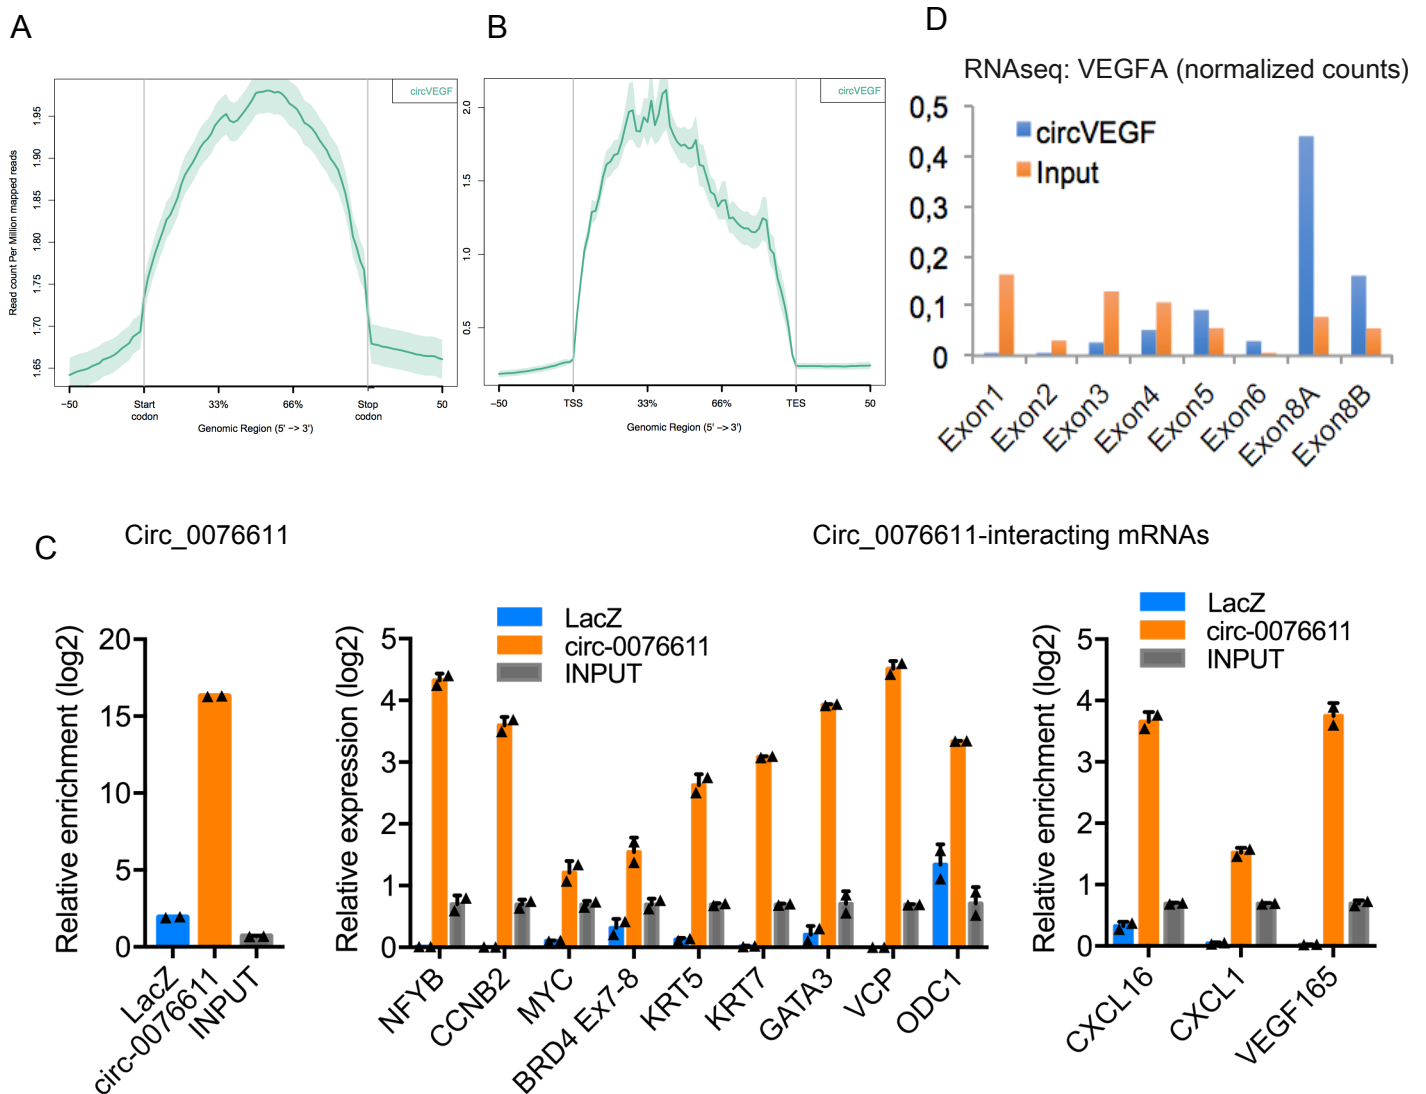 A
circVEGF
Read count Per Million mapped reads
1.95
1.90
1.85
1.80
1.75
1.70
1.65
−50
Start codon
33%
66%
Stop codon
50
Genomic Region (5' −> 3')
B
circVEGF
2.0
1.5
1.0
0.5
−50
TSS
33%
66%
TES
50
Genomic Region (5' −> 3')
D
RNAseq: VEGFA (normalized counts)
circVEGF
Input
0,5
0,4
0,3
0,2
0,1
0
Exon1
Exon2
Exon3
Exon4
Exon5
Exon6
Exon8A
Exon8B
C
Circ_0076611
Circ_0076611-interacting mRNAs
Relative enrichment (log2)
20
15
10
5
0
LacZ
circ-0076611
INPUT
LacZ
circ-0076611
INPUT
Relative expression (log2)
5
4
3
2
1
0
NFYB
CCNB2
MYC
BRD4 Ex7-8
KRT5
KRT7
GATA3
VCP
ODC1
LacZ
circ-0076611
INPUT
Relative enrichment (log2)
5
4
3
2
1
0
CXCL16
CXCL1
VEGF165